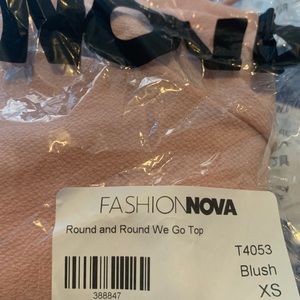 FASHIONNOVA
Round and Round We Go Top
T4053
Blush
XS
388847